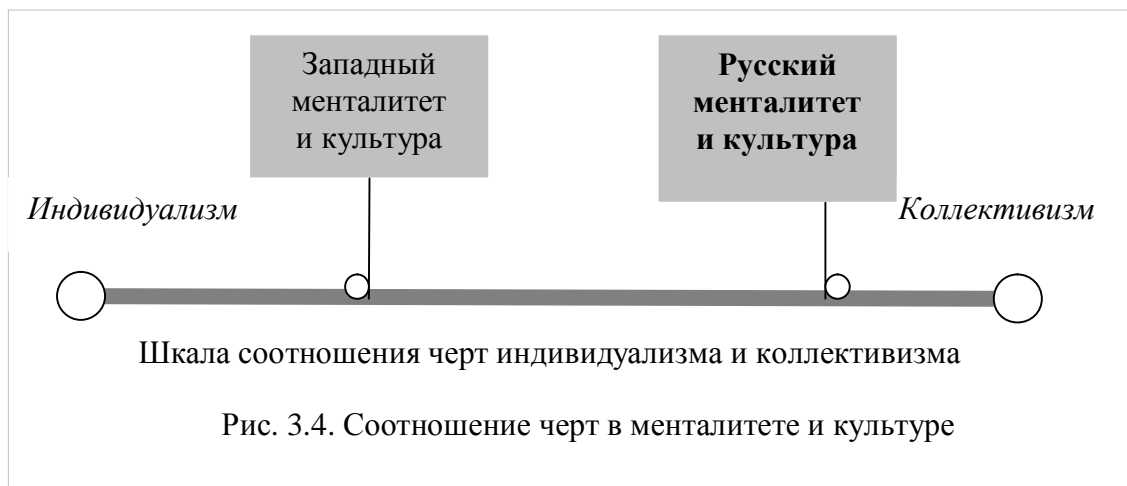 Западный
менталитет
и культура
Русский
менталитет
и культура
Индивидуализм
Коллективизм
Шкала соотношения черт индивидуализма и коллективизма
Рис. 3.4. Соотношение черт в менталитете и культуре